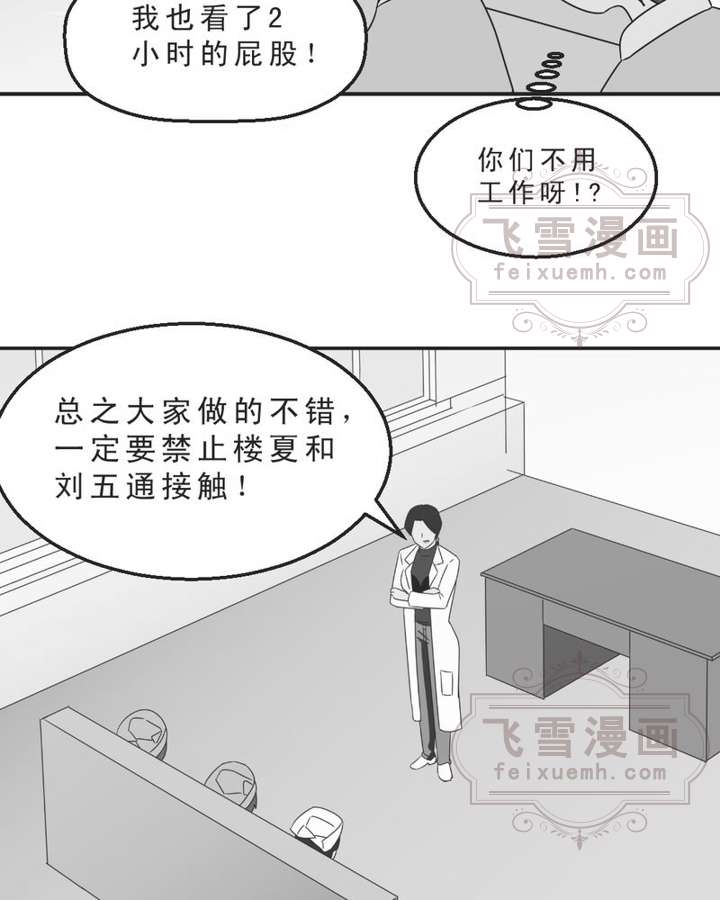 我也看了2
小时的屁股！
你们不用
工作呀！？
飞雪漫画
feixuemh.com
总之大家做的不错，
一定要禁止楼夏和
刘五通接触！
飞雪漫画
feixuemh.com